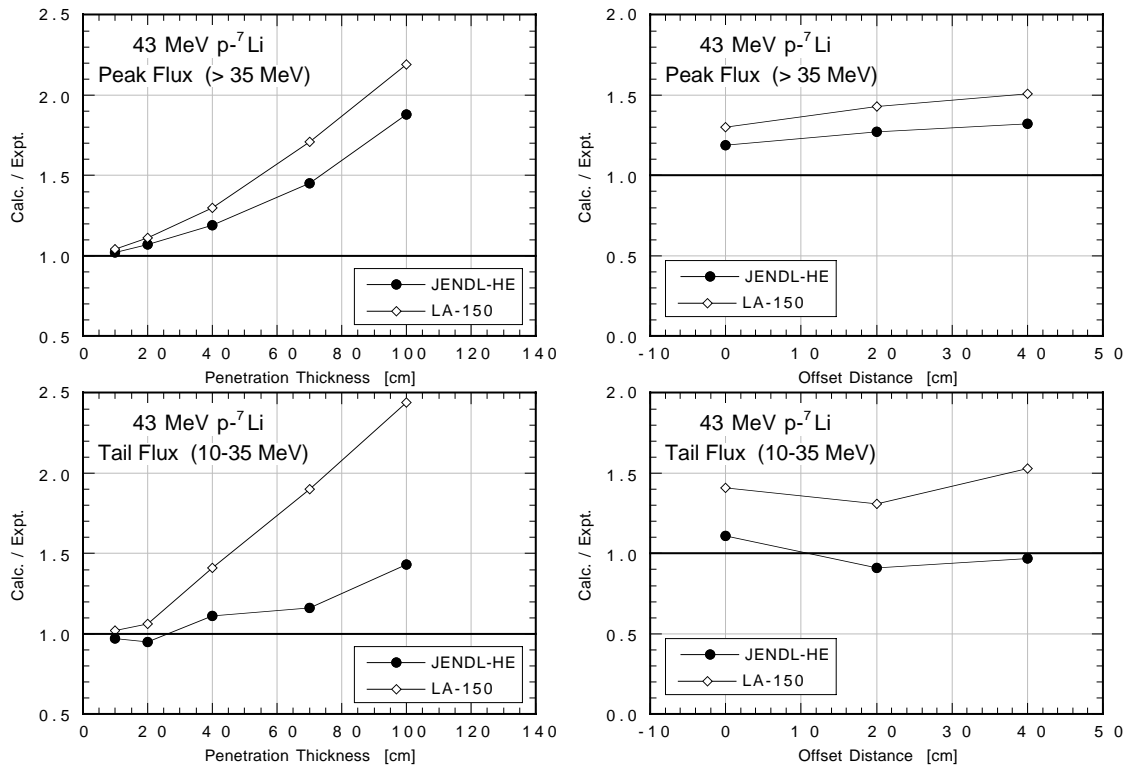 2.5
2.0
1.5
1.0
0.5
Calc. / Expt.
43 MeV p-⁷Li
Peak Flux (> 35 MeV)
JENDL-HE
LA-150
0 20 40 60 80 100 120 140
Penetration Thickness [cm]
2.0
1.5
1.0
0.5
0.0
Calc. / Expt.
43 MeV p-⁷Li
Peak Flux (> 35 MeV)
JENDL-HE
LA-150
-10 0 10 20 30 40 50
Offset Distance [cm]
2.5
2.0
1.5
1.0
0.5
Calc. / Expt.
43 MeV p-⁷Li
Tail Flux (10-35 MeV)
JENDL-HE
LA-150
0 20 40 60 80 100 120 140
Penetration Thickness [cm]
2.0
1.5
1.0
0.5
0.0
Calc. / Expt.
43 MeV p-⁷Li
Tail Flux (10-35 MeV)
JENDL-HE
LA-150
-10 0 10 20 30 40 50
Offset Distance [cm]